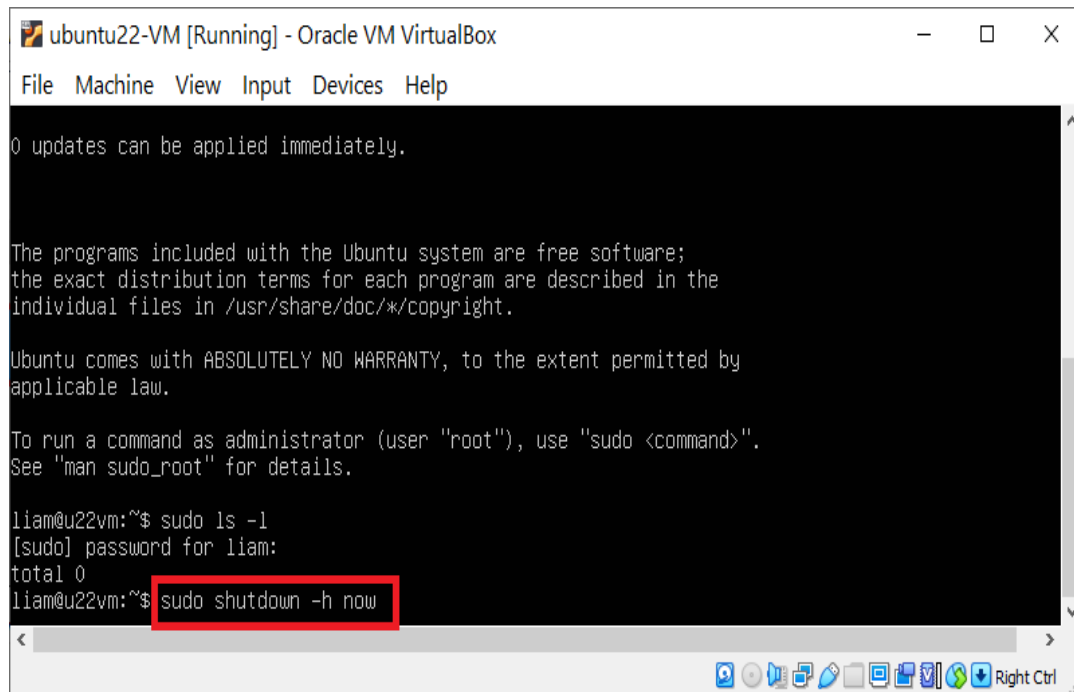 ubuntu22-VM [Running] - Oracle VM VirtualBox
File Machine View Input Devices Help
0 updates can be applied immediately.
The programs included with the Ubuntu system are free software;
the exact distribution terms for each program are described in the
individual files in /usr/share/doc/*/copyright.
Ubuntu comes with ABSOLUTELY NO WARRANTY, to the extent permitted by
applicable law.
To run a command as administrator (user "root"), use "sudo <command>".
See "man sudo_root" for details.
liam@u22vm:~$ sudo ls -l
[sudo] password for liam:
total 0
liam@u22vm:~$ sudo shutdown -h now
Right Ctrl